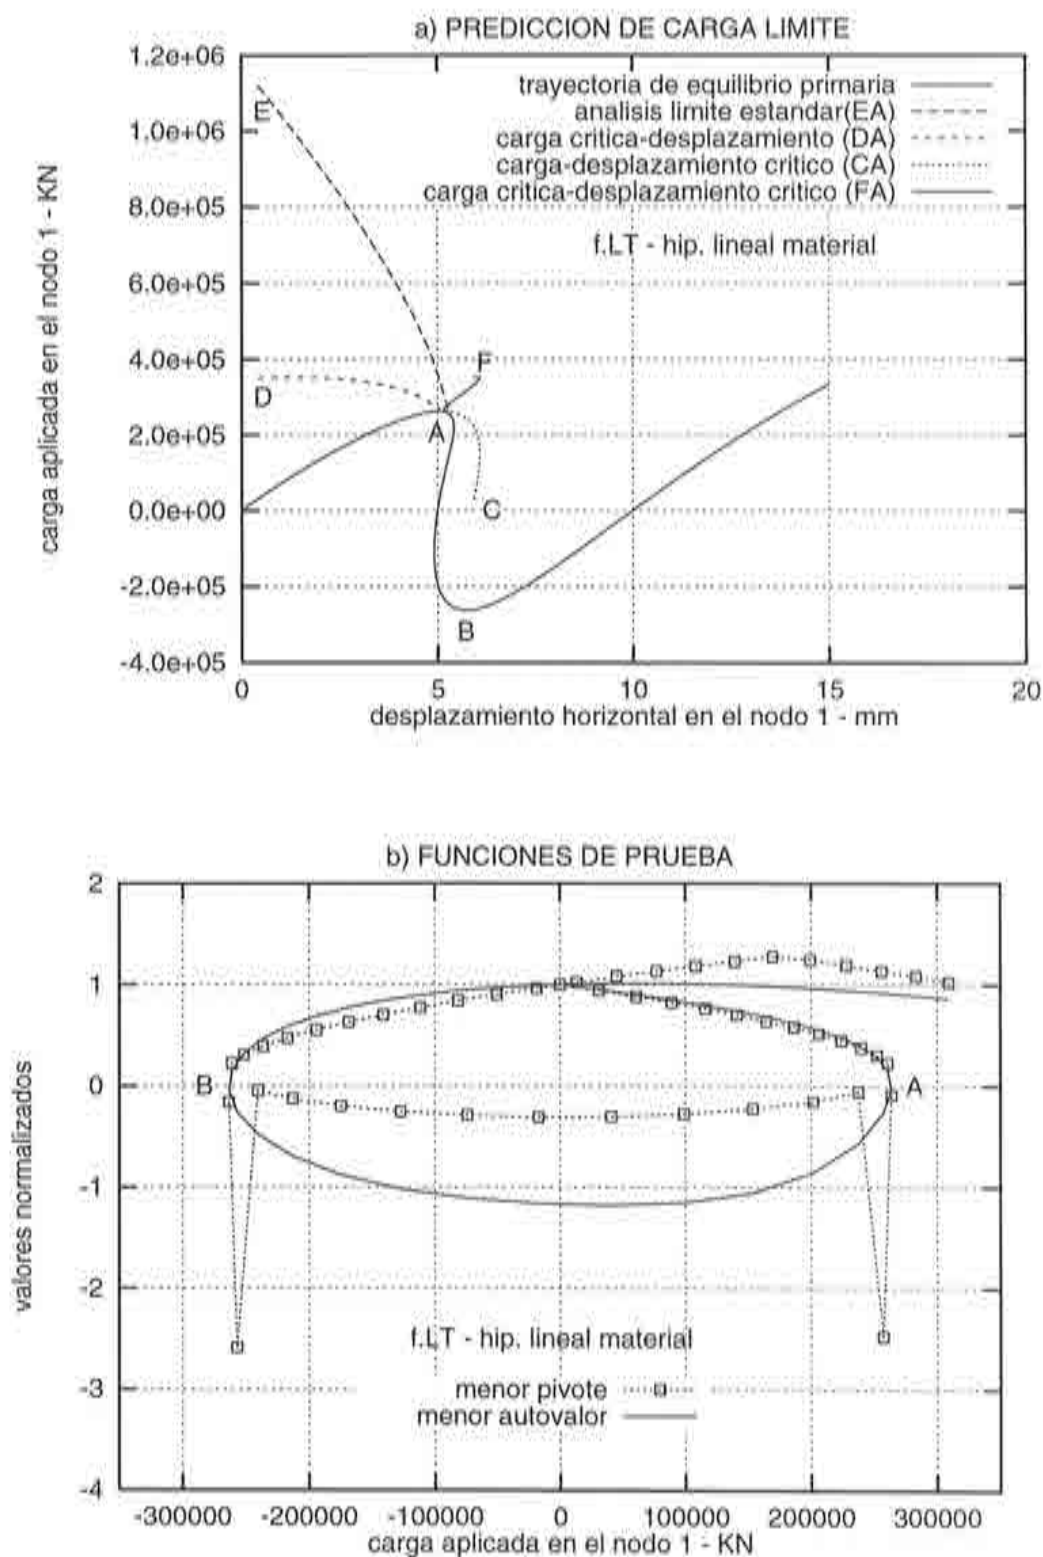 a) PREDICCION DE CARGA LIMITE
1.2e+06
1.0e+06
8.0e+05
6.0e+05
4.0e+05
2.0e+05
0.0e+00
-2.0e+05
-4.0e+05
carga aplicada en el nodo 1 - KN
trayectoria de equilibrio primaria
analisis limite estandar(EA)
carga critica-desplazamiento (DA)
carga-desplazamiento critico (CA)
carga critica-desplazamiento critico (FA)
f.LT - hip. lineal material
E
F
D
A
C
B
0 5 10 15 20
desplazamiento horizontal en el nodo 1 - mm
b) FUNCIONES DE PRUEBA
2
1
0
-1
-2
-3
-4
valores normalizados
B
A
f.LT - hip. lineal material
menor pivote
menor autovalor
-300000 -200000 -100000 0 100000 200000 300000
carga aplicada en el nodo 1 - KN